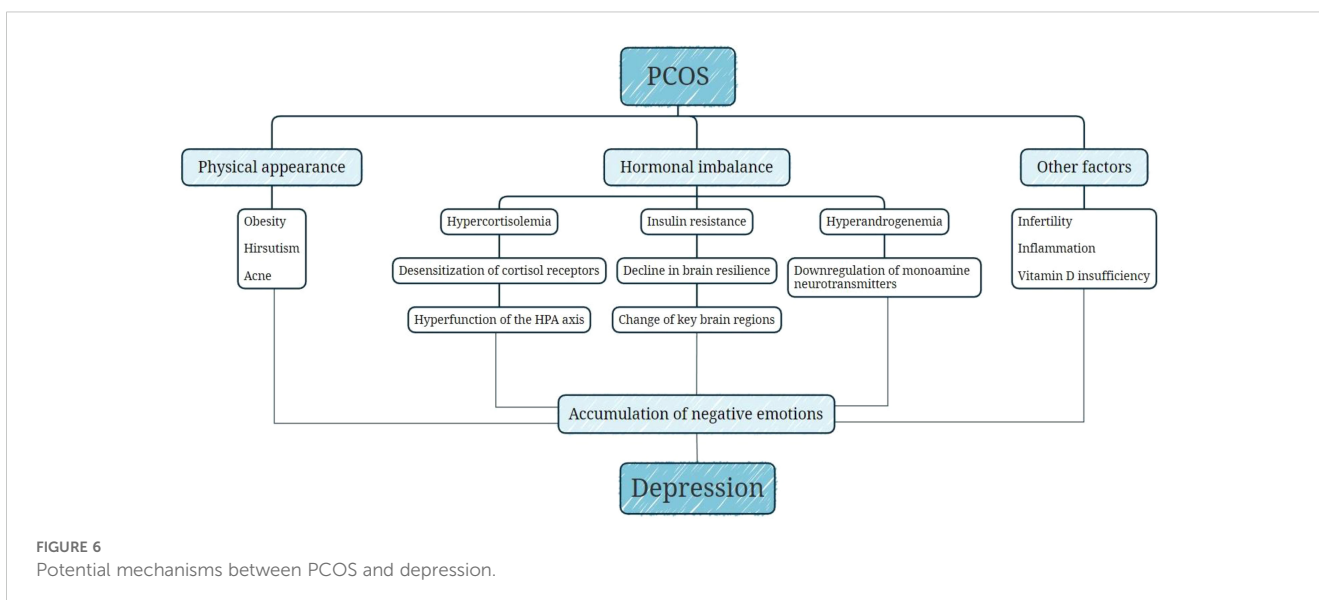 PCOS
Physical appearance
Hormonal imbalance
Other factors
Obesity
Hirsutism
Acne
Hypercortisolemia
Insulin resistance
Hyperandrogenemia
Infertility
Inflammation
Vitamin D insufficiency
Desensitization of cortisol receptors
Decline in brain resilience
Downregulation of monoamine
neurotransmitters
Hyperfunction of the HPA axis
Change of key brain regions
Accumulation of negative emotions
Depression
FIGURE 6
Potential mechanisms between PCOS and depression.